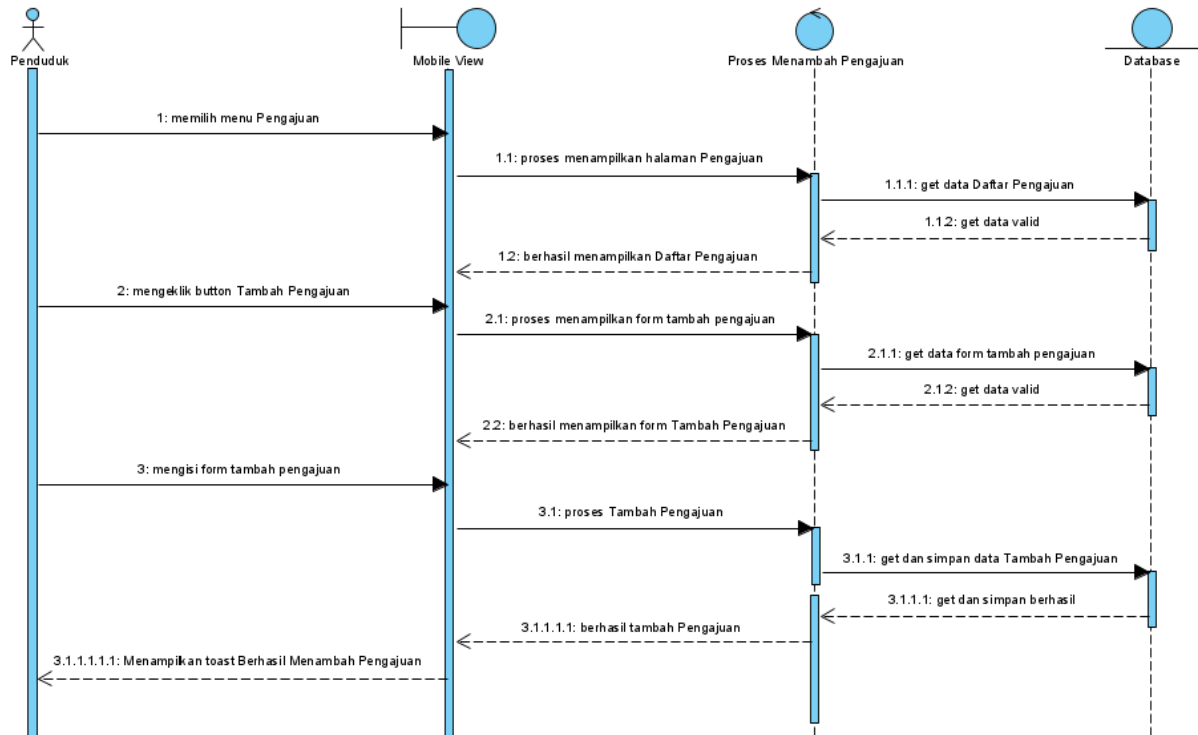 Penduduk
Mobile View
Proses Menambah Pengajuan
Database
1: memilih menu Pengajuan
1.1: proses menampilkan halaman Pengajuan
1.1.1: get data Daftar Pengajuan
1.1.2: get data valid
1.2: berhasil menampilkan Daftar Pengajuan
2: mengeklik button Tambah Pengajuan
2.1: proses menampilkan form tambah pengajuan
2.1.1: get data form tambah pengajuan
2.1.2: get data valid
2.2: berhasil menampilkan form Tambah Pengajuan
3: mengisi form tambah pengajuan
3.1: proses Tambah Pengajuan
3.1.1: get dan simpan data Tambah Pengajuan
3.1.1.1: get dan simpan berhasil
3.1.1.1.1: berhasil tambah Pengajuan
3.1.1.1.1.1: Menampilkan toast Berhasil Menambah Pengajuan